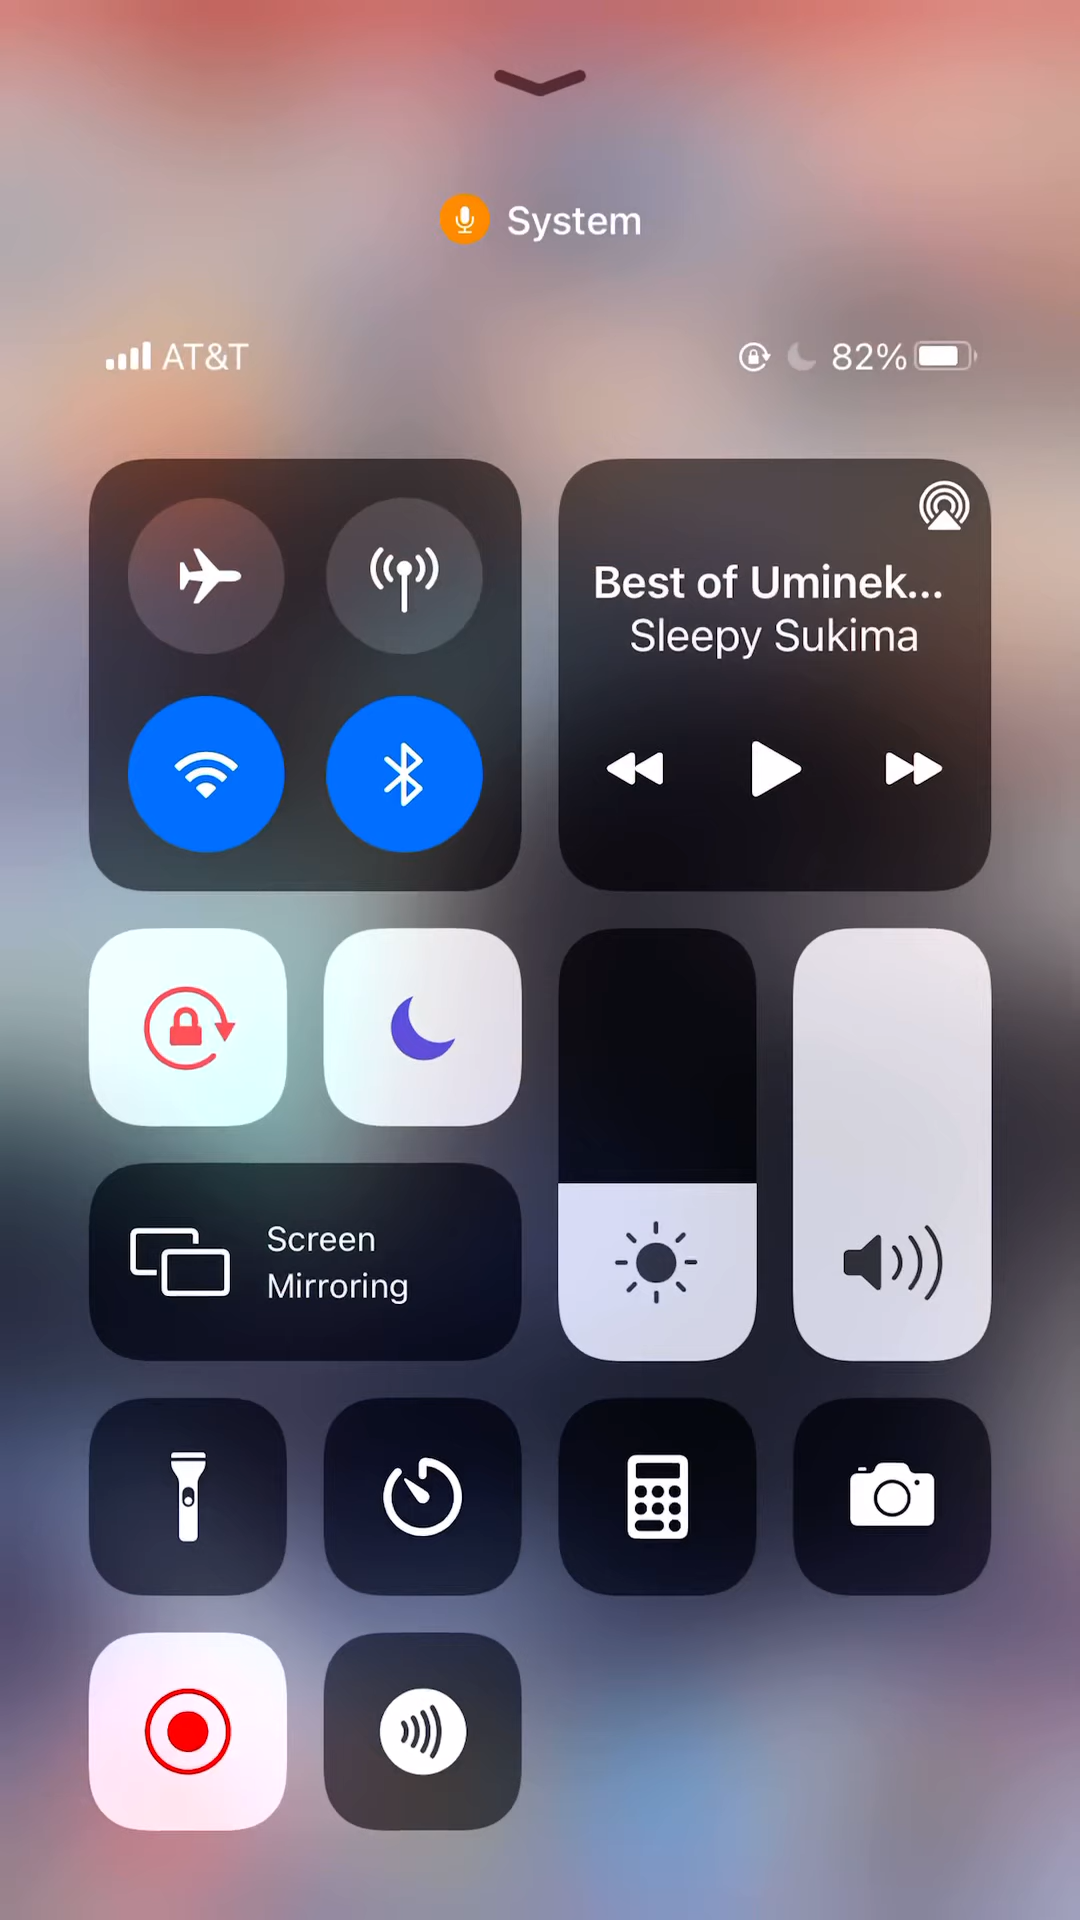 System
AT&T
82%
Best of Uminek...
Sleepy Sukima
Screen
Mirroring